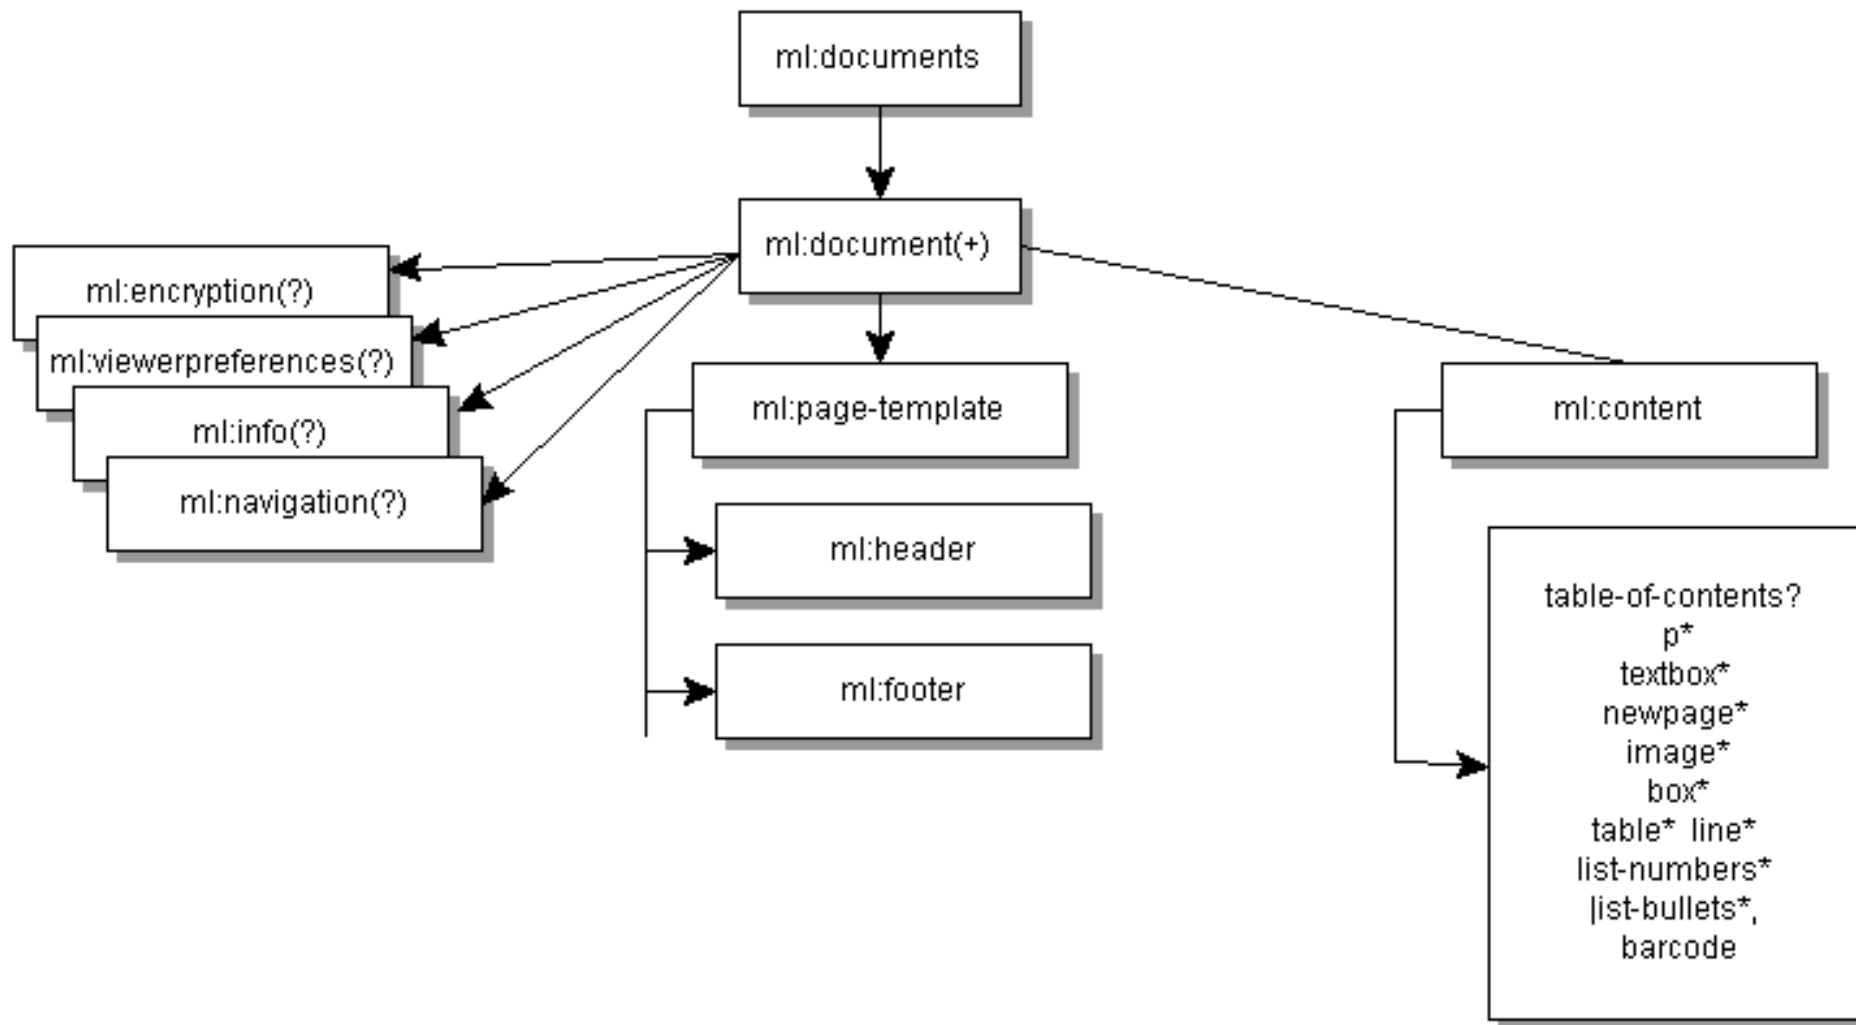 ml:documents
ml:document(+)
ml:encryption(?)
ml:viewerpreferences(?)
ml:info(?)
ml:navigation(?)
ml:page-template
ml:header
ml:footer
ml:content
table-of-contents?
p*
textbox*
newpage*
image*
box*
table* line*
list-numbers*
|ist-bullets*,
barcode